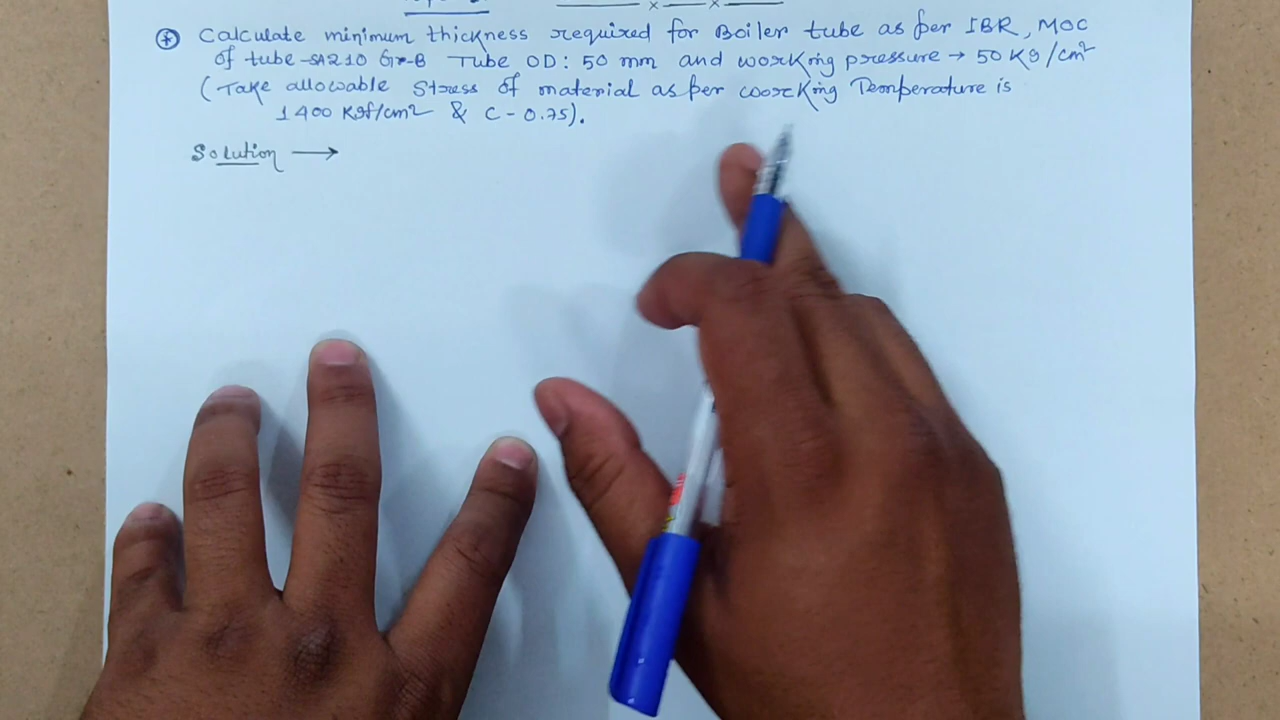 Calculate minimum thickness required for Boiler tube as per IBR, MOC
of tube - SA210 Gr-B Tube OD: 50 mm and working pressure → 50 Kg/cm²
(Take allowable Stress of material as per working Temperature is
1400 Kgf/cm² & C - 0.75).
Solution →